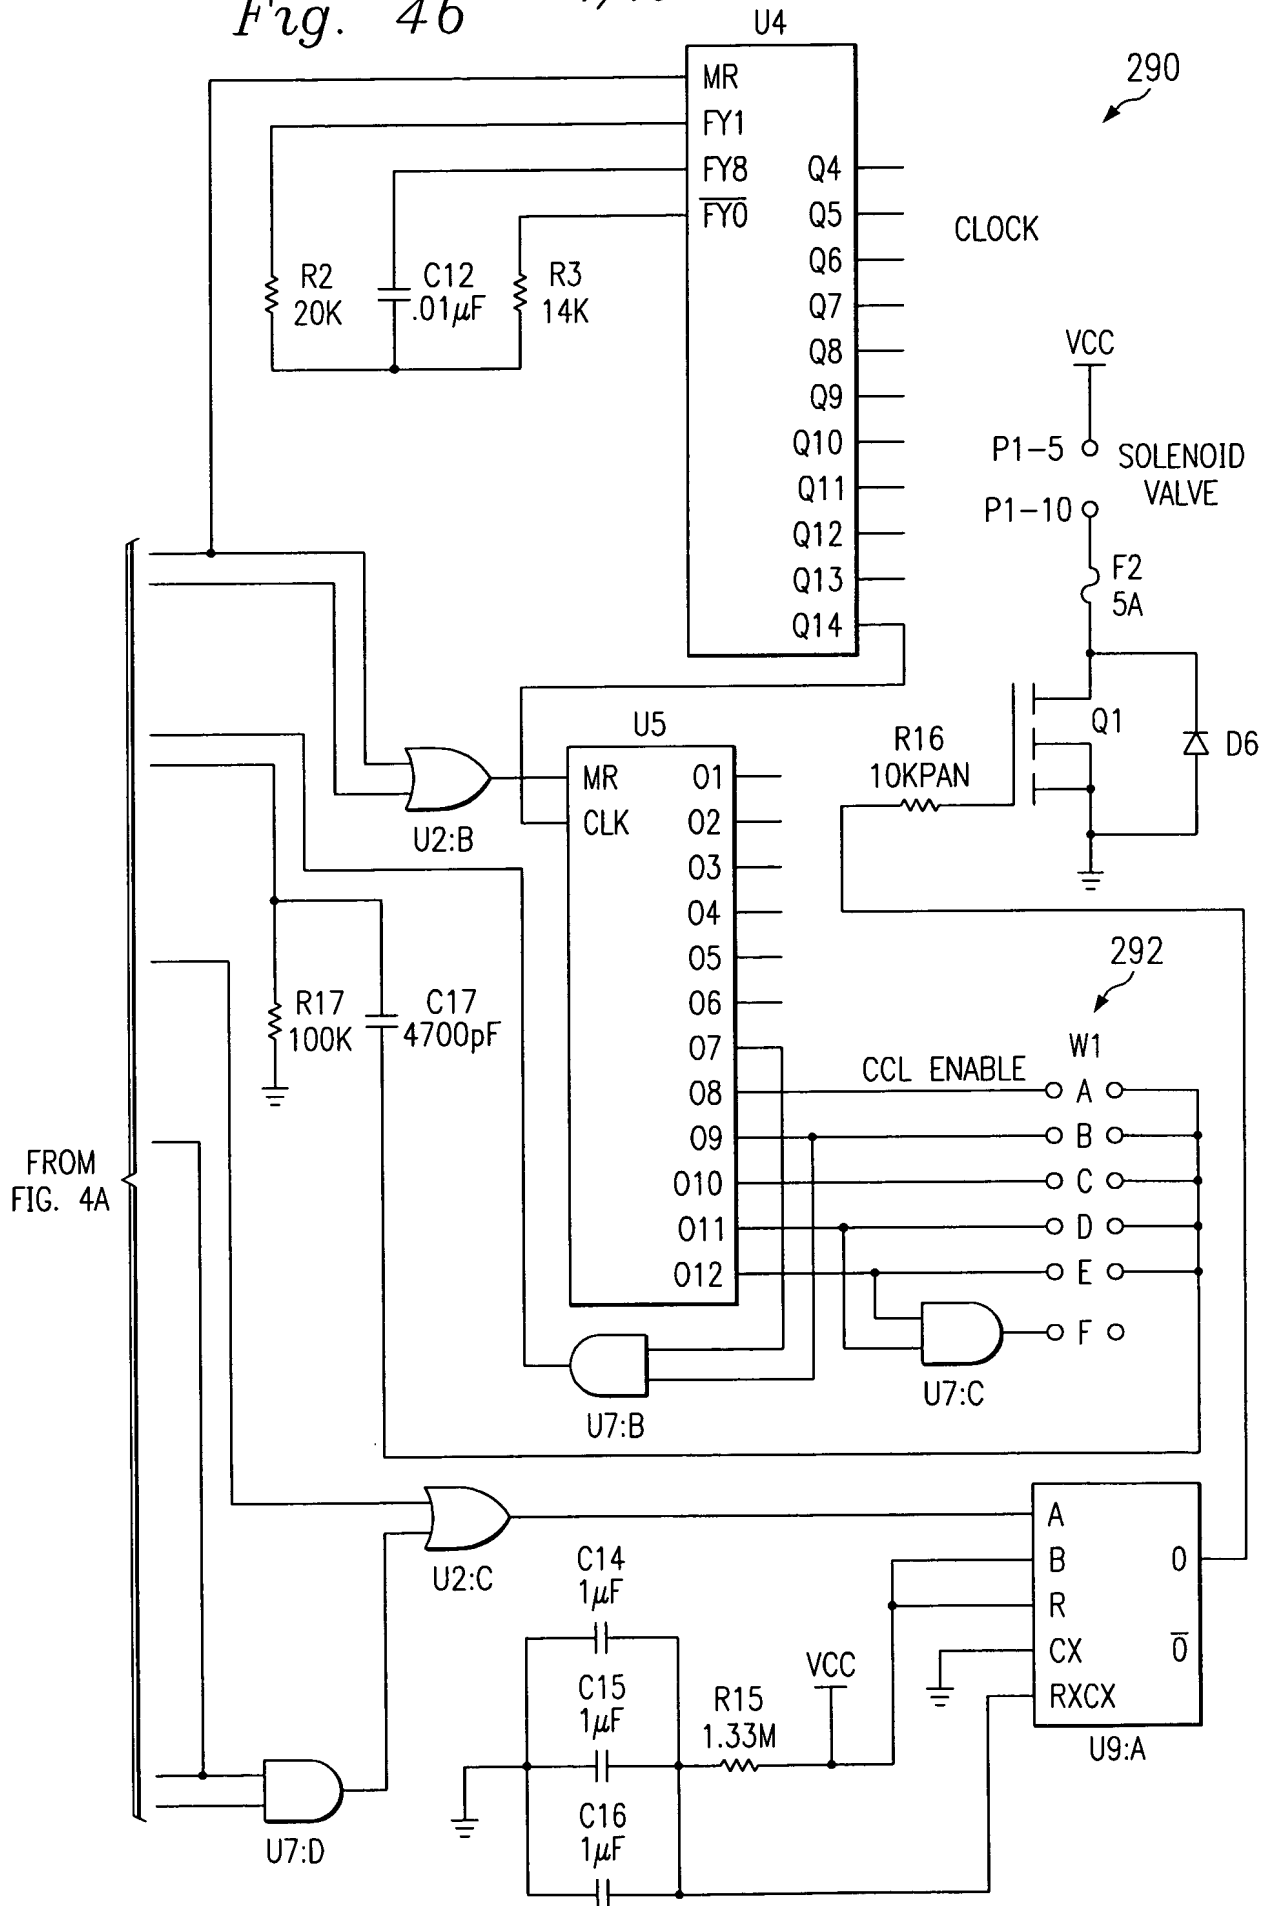 Fig. 4b
U4
MR
FY1
FY8
FY0
Q4
Q5
Q6
Q7
Q8
Q9
Q10
Q11
Q12
Q13
Q14
290
CLOCK
R2
20K
C12
.01µF
R3
14K
VCC
P1-5
SOLENOID
VALVE
P1-10
F2
5A
Q1
D6
R16
10KPAN
U5
MR
CLK
O1
O2
O3
O4
O5
O6
O7
O8
O9
O10
O11
O12
U2:B
R17
100K
C17
4700pF
292
W1
CCL ENABLE
A
B
C
D
E
F
FROM
FIG. 4A
U7:B
U7:C
U2:C
A
B
R
CX
RXCX
O
O
U9:A
C14
1µF
C15
1µF
C16
1µF
R15
1.33M
VCC
U7:D